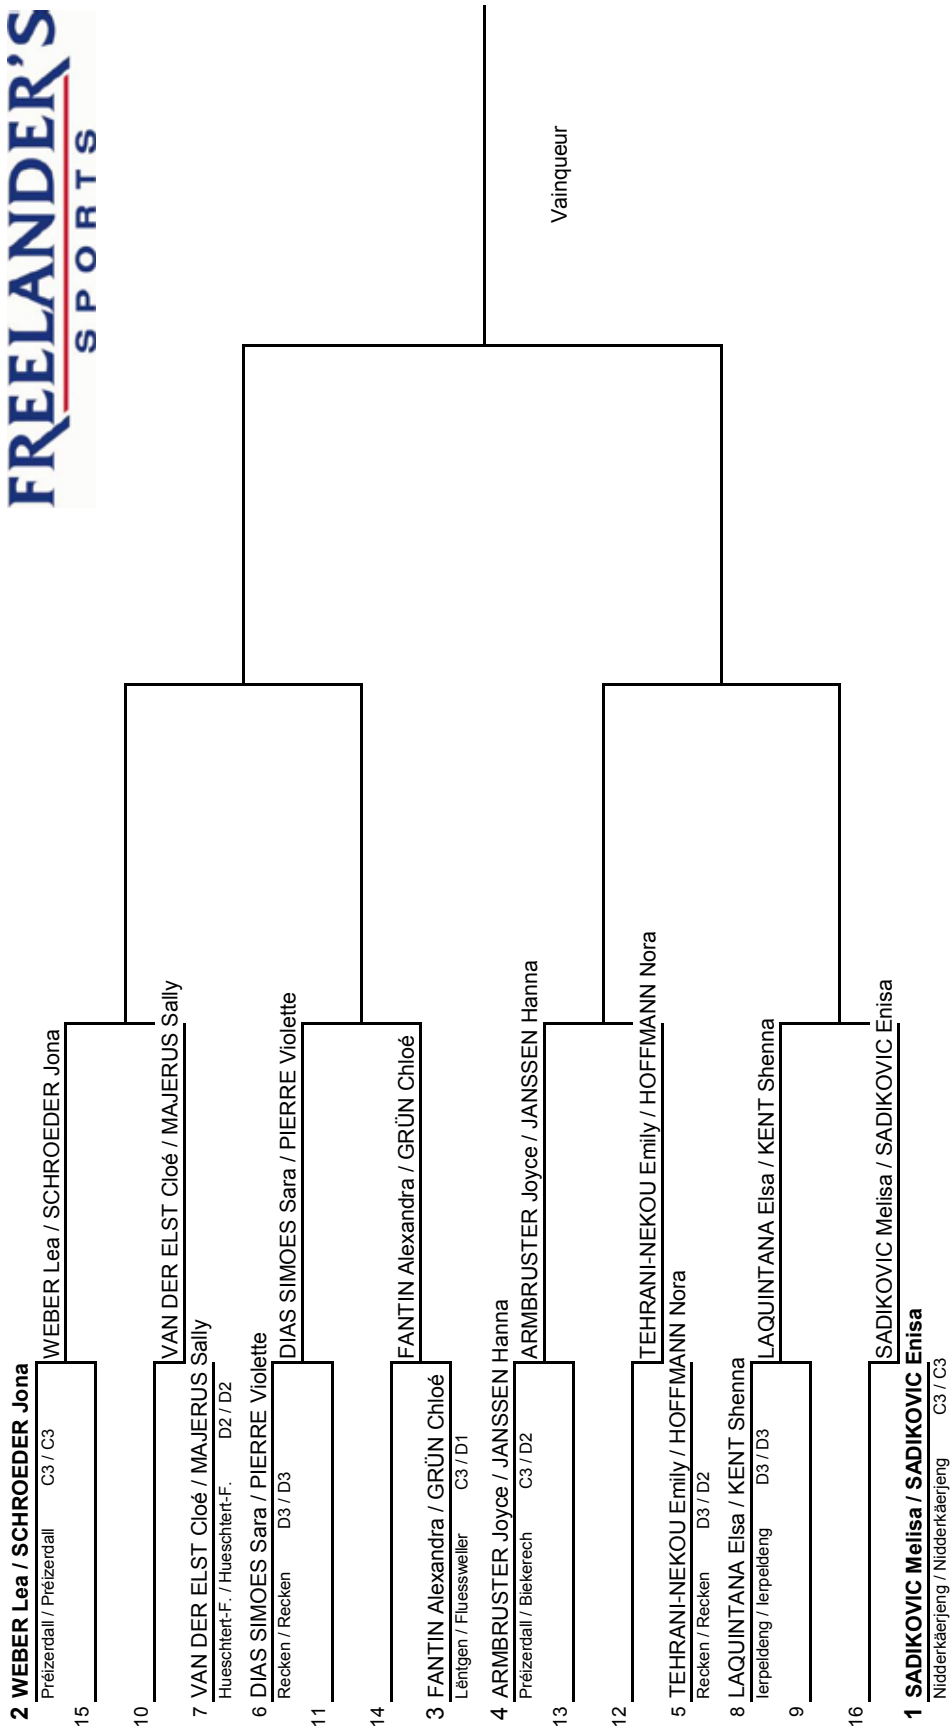 FREELANDER'S
SPORTS
1 SADIKOVIC Melisa / SADIKOVIC Enisa
Nidderkäerjeng / Nidderkäerjeng C3 / C3
SADIKOVIC Melisa / SADIKOVIC Enisa
16
9
LAQUINTANA Elsa / KENT Shenna
8 LAQUINTANA Elsa / KENT Shenna
Ierpeldeng / Ierpeldeng D3 / D3
5 TEHRANI-NEKOU Emily / HOFFMANN Nora
Recken / Recken D3 / D2
TEHRANI-NEKOU Emily / HOFFMANN Nora
12
13
ARMBRUSTER Joyce / JANSSEN Hanna
4 ARMBRUSTER Joyce / JANSSEN Hanna
Préizerdall / Biekerech C3 / D2
3 FANTIN Alexandra / GRÜN Chloé
Lëntgen / Fluessweller C3 / D1
FANTIN Alexandra / GRÜN Chloé
14
11
DIAS SIMOES Sara / PIERRE Violette
6 DIAS SIMOES Sara / PIERRE Violette
Recken / Recken D3 / D3
7 VAN DER ELST Cloé / MAJERUS Sally
Hueschtert-F. / Hueschtert-F. D2 / D2
VAN DER ELST Cloé / MAJERUS Sally
10
15
WEBER Lea / SCHROEDER Jona
2 WEBER Lea / SCHROEDER Jona
Préizerdall / Préizerdall C3 / C3
Vainqueur